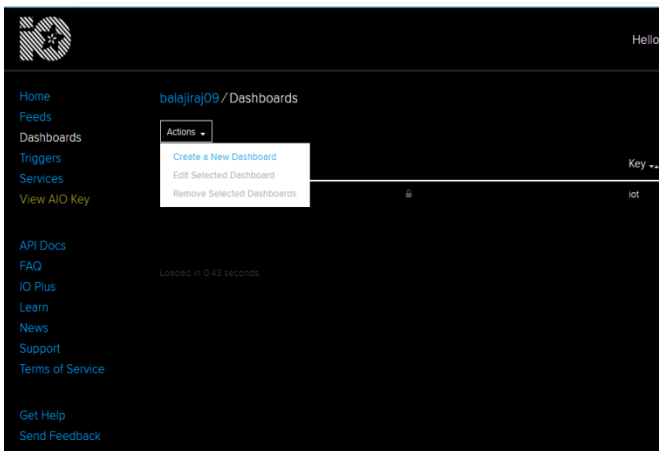 iO
Hello
Home
Feeds
Dashboards
Triggers
Services
View AIO Key
API Docs
FAQ
IO Plus
Learn
News
Support
Terms of Service
Get Help
Send Feedback
balajiraj09 / Dashboards
Actions
Create a New Dashboard
Edit Selected Dashboard
Remove Selected Dashboards
Key
iot
Loaded in 0.43 seconds.